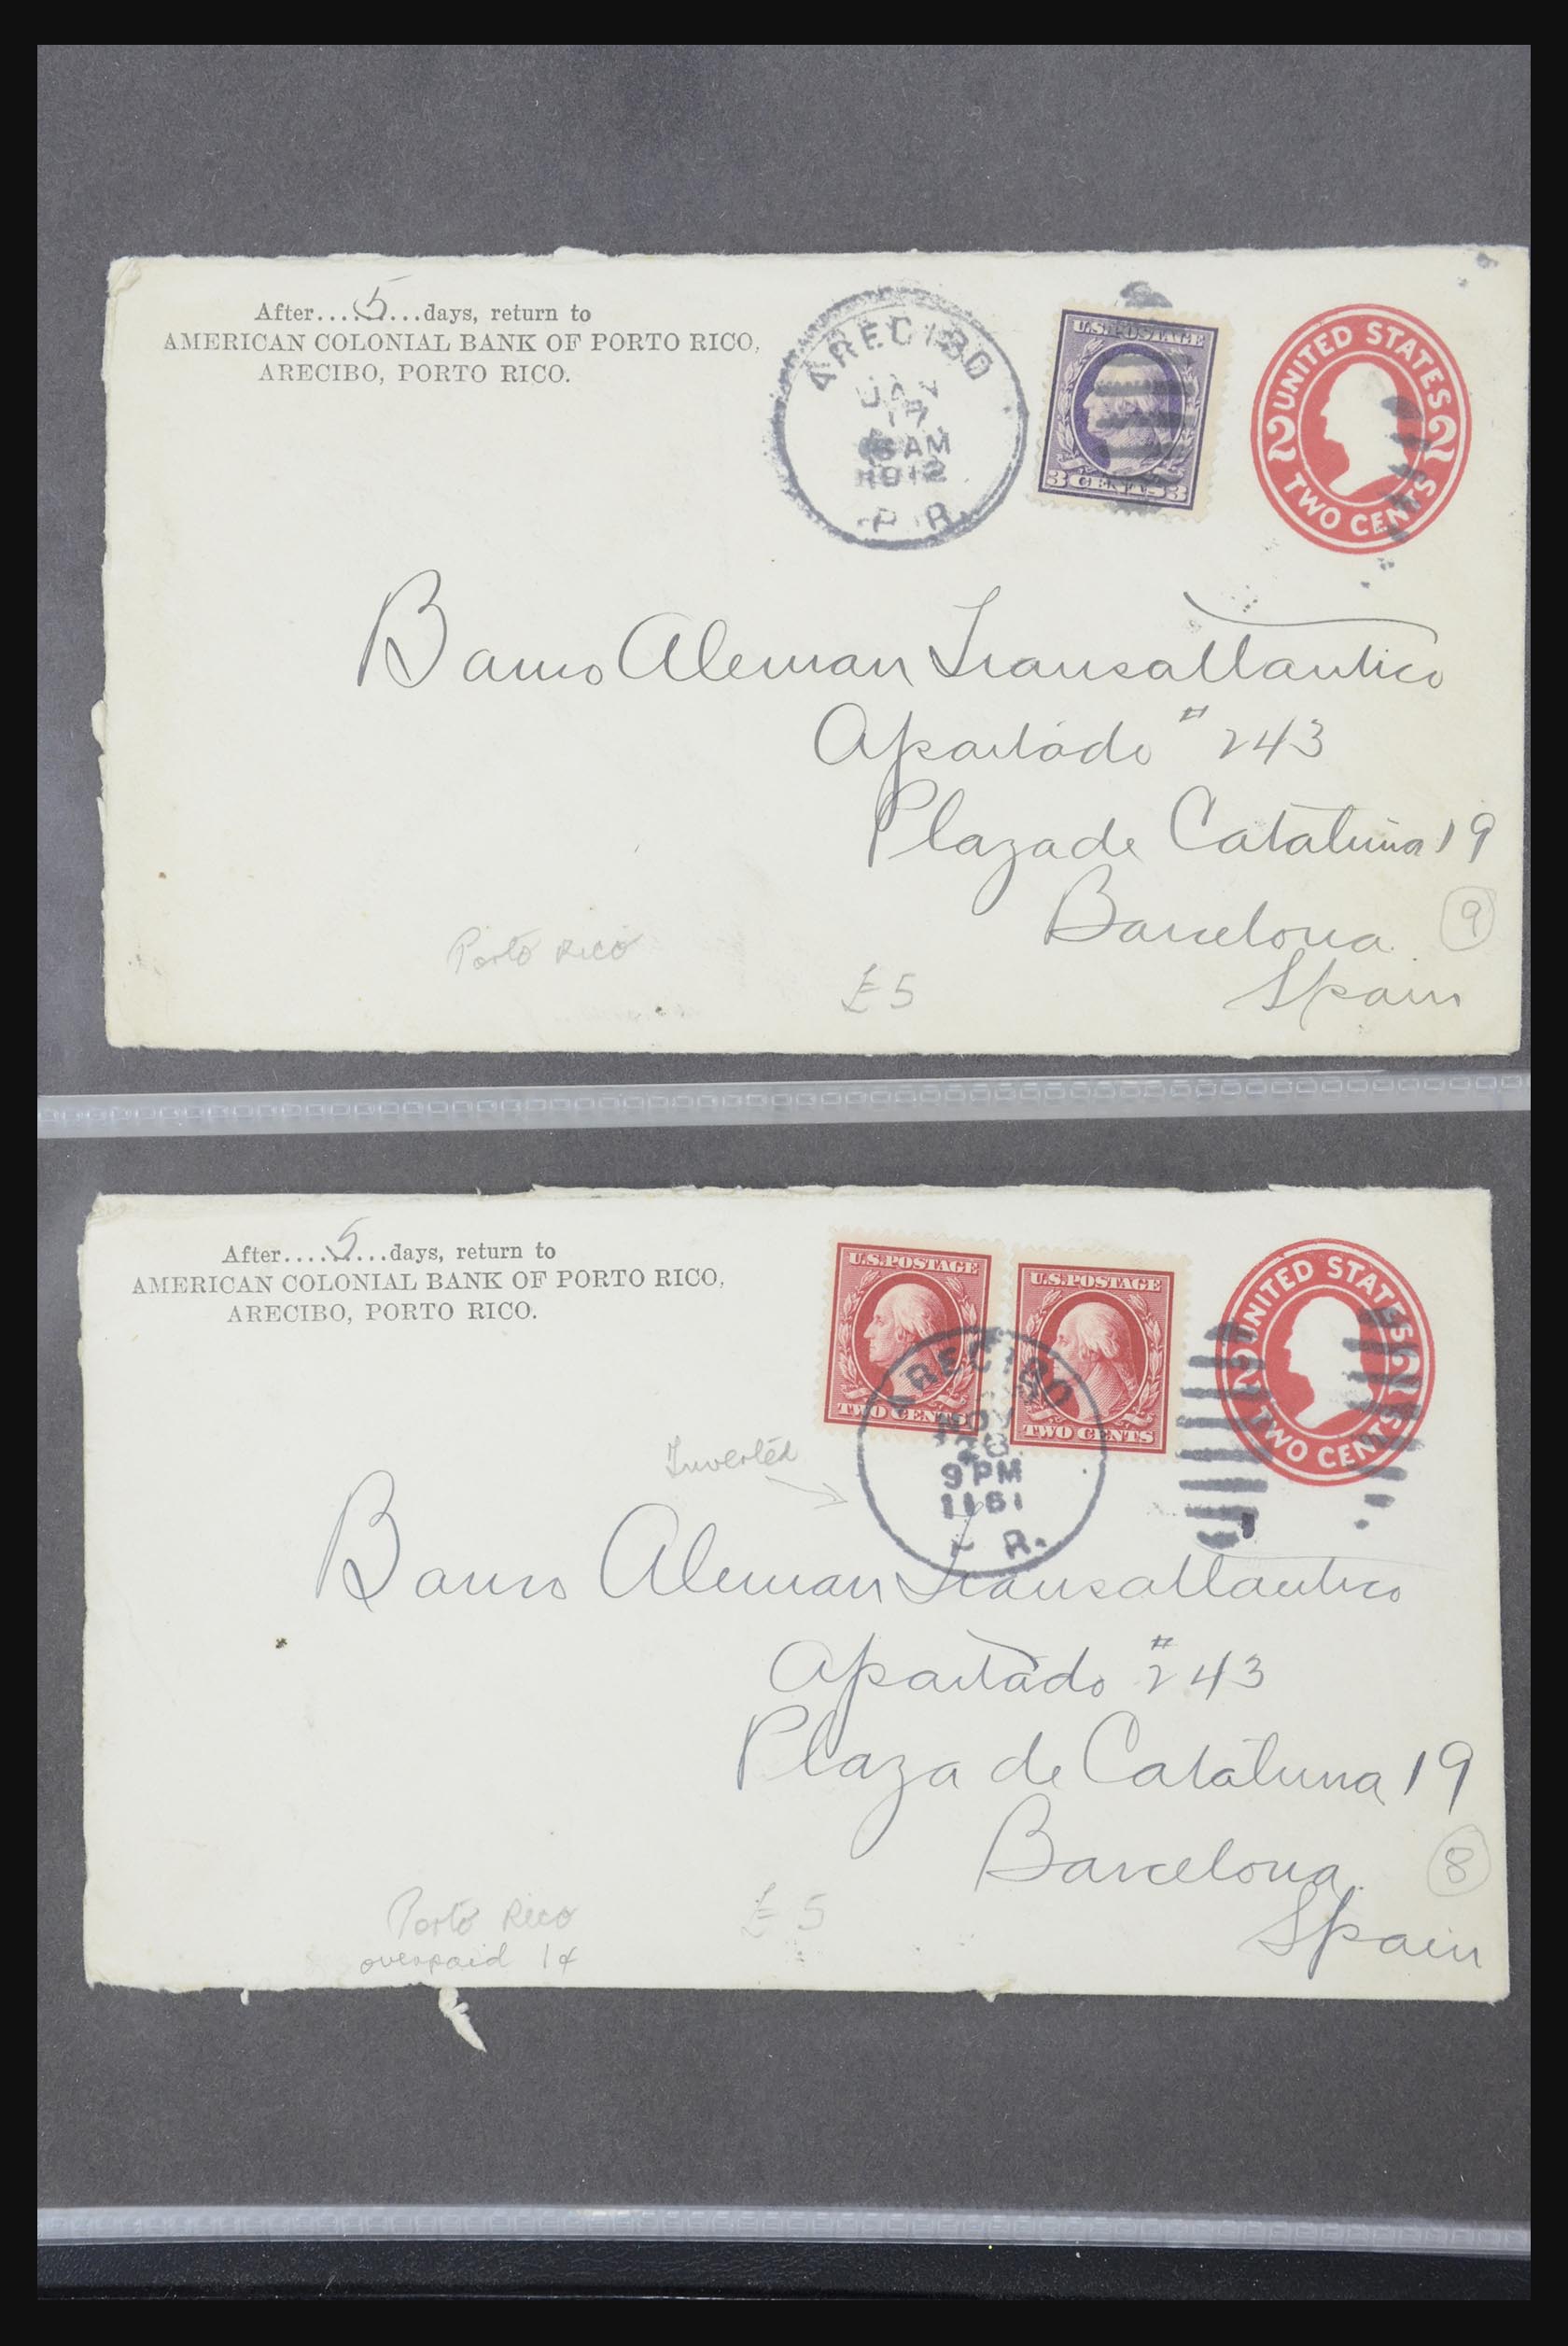 After....5...days, return to
AMERICAN COLONIAL BANK OF PORTO RICO,
ARECIBO, PORTO RICO.
ARECIBO
JAN
17
AM
1912
P. R.
U.S. POSTAGE
3 CENTS 3
UNITED STATES
2 2
TWO CENTS
Banco Aleman Transatlantico
Apartado # 243
Plaza de Cataluña 19
Barcelona
Spain
9
Porto Rico
£5
After....5...days, return to
AMERICAN COLONIAL BANK OF PORTO RICO,
ARECIBO, PORTO RICO.
U.S. POSTAGE
TWO CENTS
U.S. POSTAGE
TWO CENTS
UNITED STATES
2 2
TWO CENTS
ARECIBO
NOV
28
9 PM
1161
R.
Inverted
Banco Aleman Transatlantico
Apartado # 243
Plaza de Cataluna 19
Barcelona
Spain
8
Porto Rico
overpaid 1¢
£5